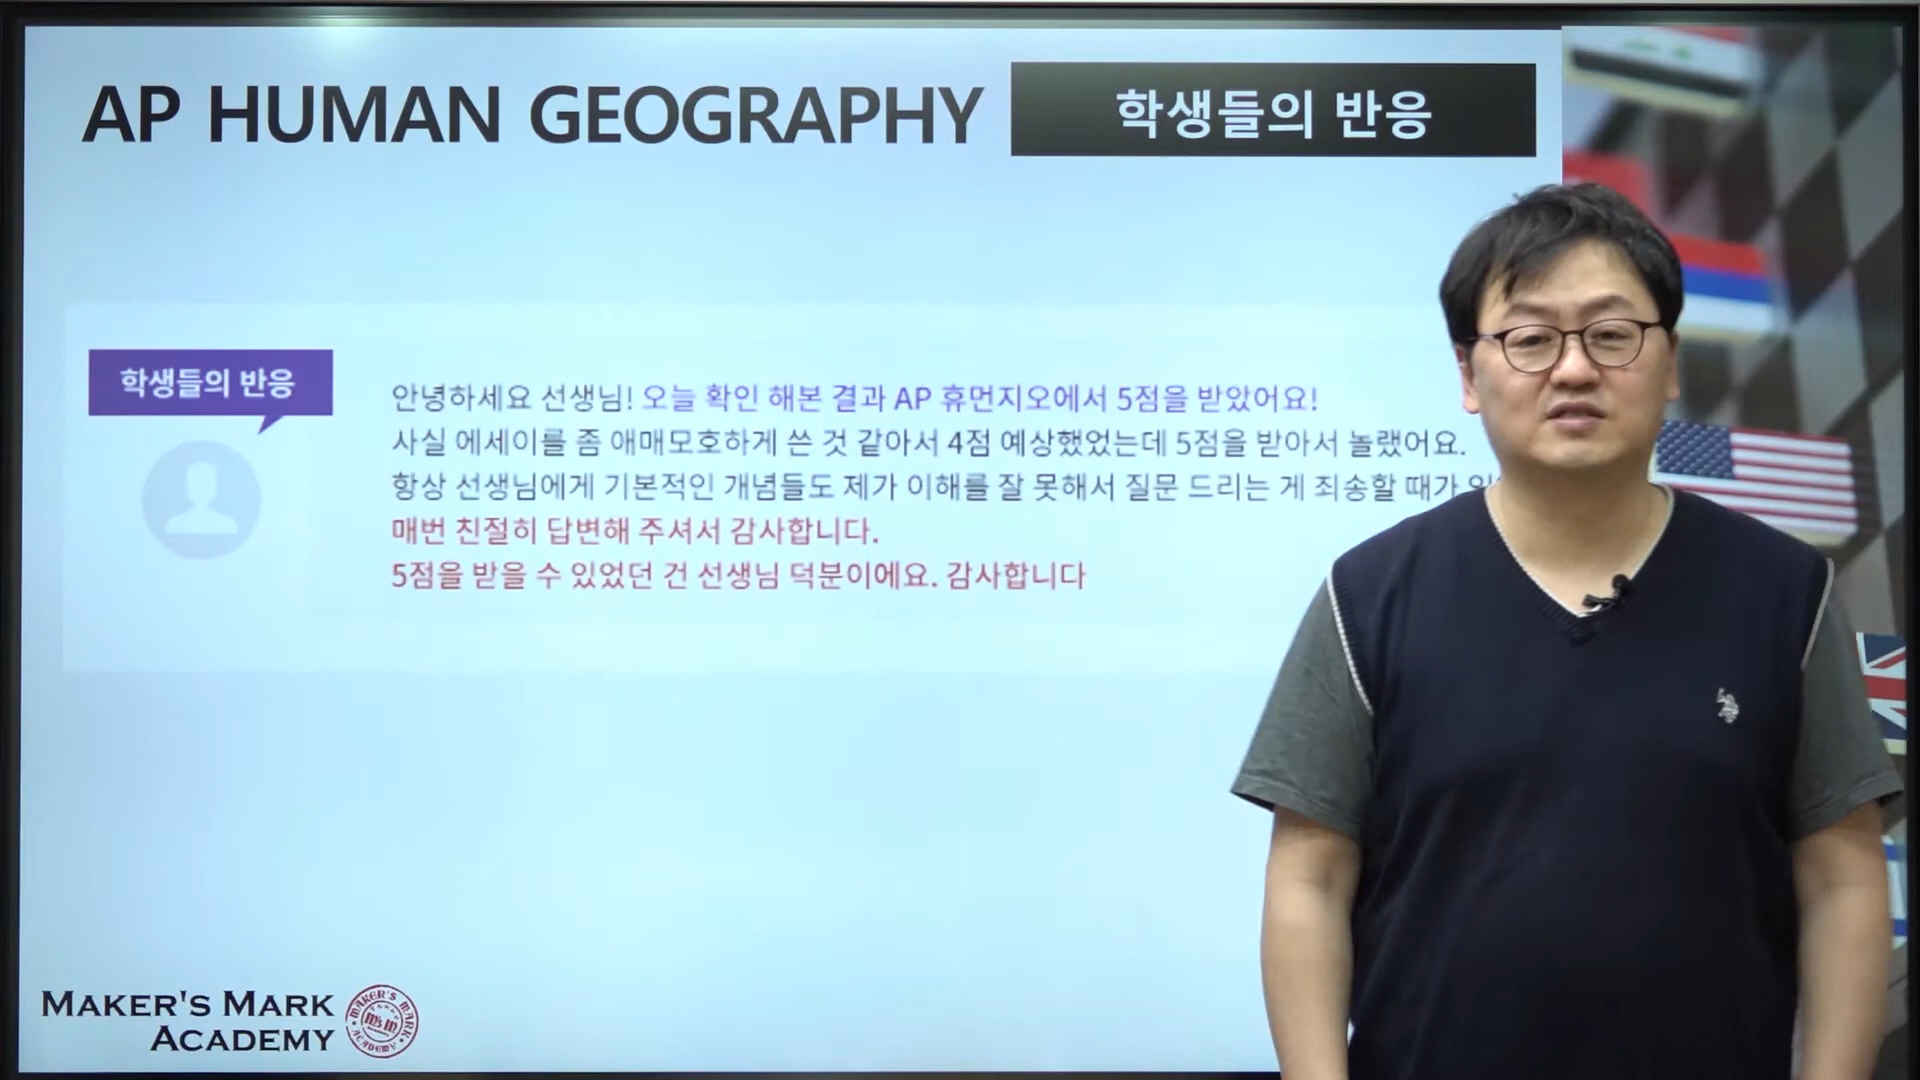 AP HUMAN GEOGRAPHY
학생들의 반응
학생들의 반응
안녕하세요 선생님! 오늘 확인 해본 결과 AP 휴먼지오에서 5점을 받았어요!
사실 에세이를 좀 애매모호하게 쓴 것 같아서 4점 예상했었는데 5점을 받아서 놀랬어요.
항상 선생님에게 기본적인 개념들도 제가 이해를 잘 못해서 질문 드리는 게 죄송할 때가
매번 친절히 답변해 주셔서 감사합니다.
5점을 받을 수 있었던 건 선생님 덕분이에요. 감사합니다
MAKER'S MARK
ACADEMY
MAKER'S MARK
ACADEMY